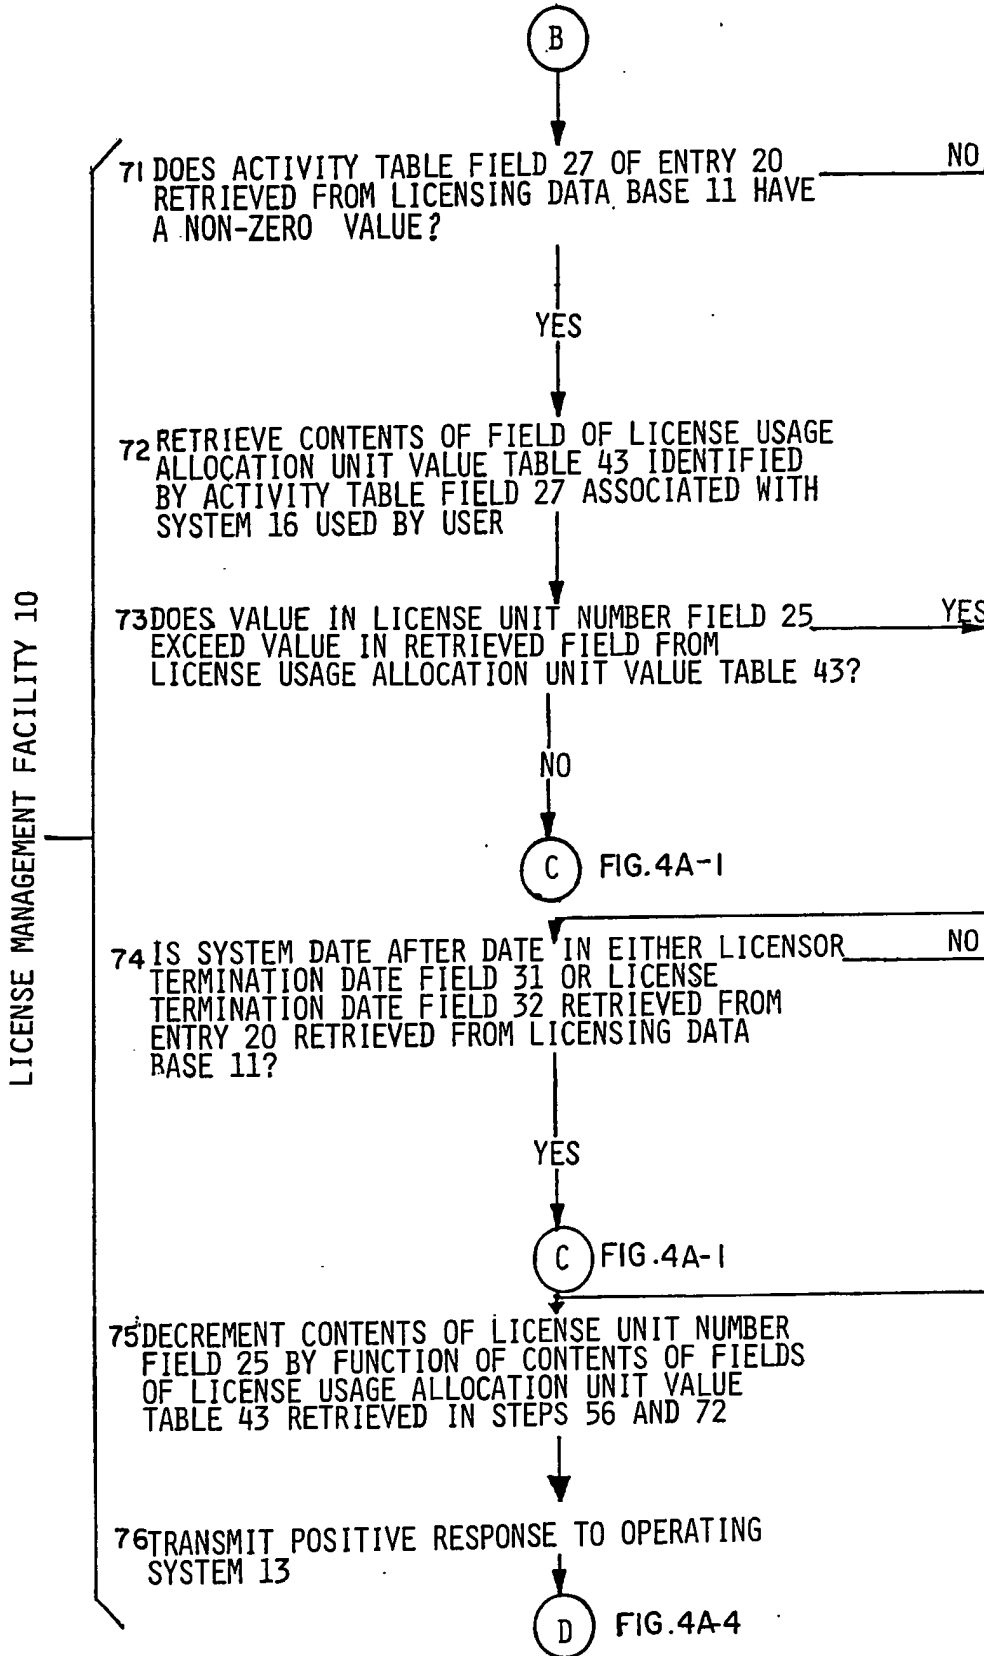 B
71 DOES ACTIVITY TABLE FIELD 27 OF ENTRY 20 NO
RETRIEVED FROM LICENSING DATA BASE 11 HAVE
A NON-ZERO VALUE?
YES
72 RETRIEVE CONTENTS OF FIELD OF LICENSE USAGE
ALLOCATION UNIT VALUE TABLE 43 IDENTIFIED
BY ACTIVITY TABLE FIELD 27 ASSOCIATED WITH
SYSTEM 16 USED BY USER
73 DOES VALUE IN LICENSE UNIT NUMBER FIELD 25 YES
EXCEED VALUE IN RETRIEVED FIELD FROM
LICENSE USAGE ALLOCATION UNIT VALUE TABLE 43?
NO
C FIG.4A-1
74 IS SYSTEM DATE AFTER DATE IN EITHER LICENSOR NO
TERMINATION DATE FIELD 31 OR LICENSE
TERMINATION DATE FIELD 32 RETRIEVED FROM
ENTRY 20 RETRIEVED FROM LICENSING DATA
BASE 11?
YES
C FIG.4A-1
75 DECREMENT CONTENTS OF LICENSE UNIT NUMBER
FIELD 25 BY FUNCTION OF CONTENTS OF FIELDS
OF LICENSE USAGE ALLOCATION UNIT VALUE
TABLE 43 RETRIEVED IN STEPS 56 AND 72
76 TRANSMIT POSITIVE RESPONSE TO OPERATING
SYSTEM 13
D FIG.4A-4
LICENSE MANAGEMENT FACILITY 10